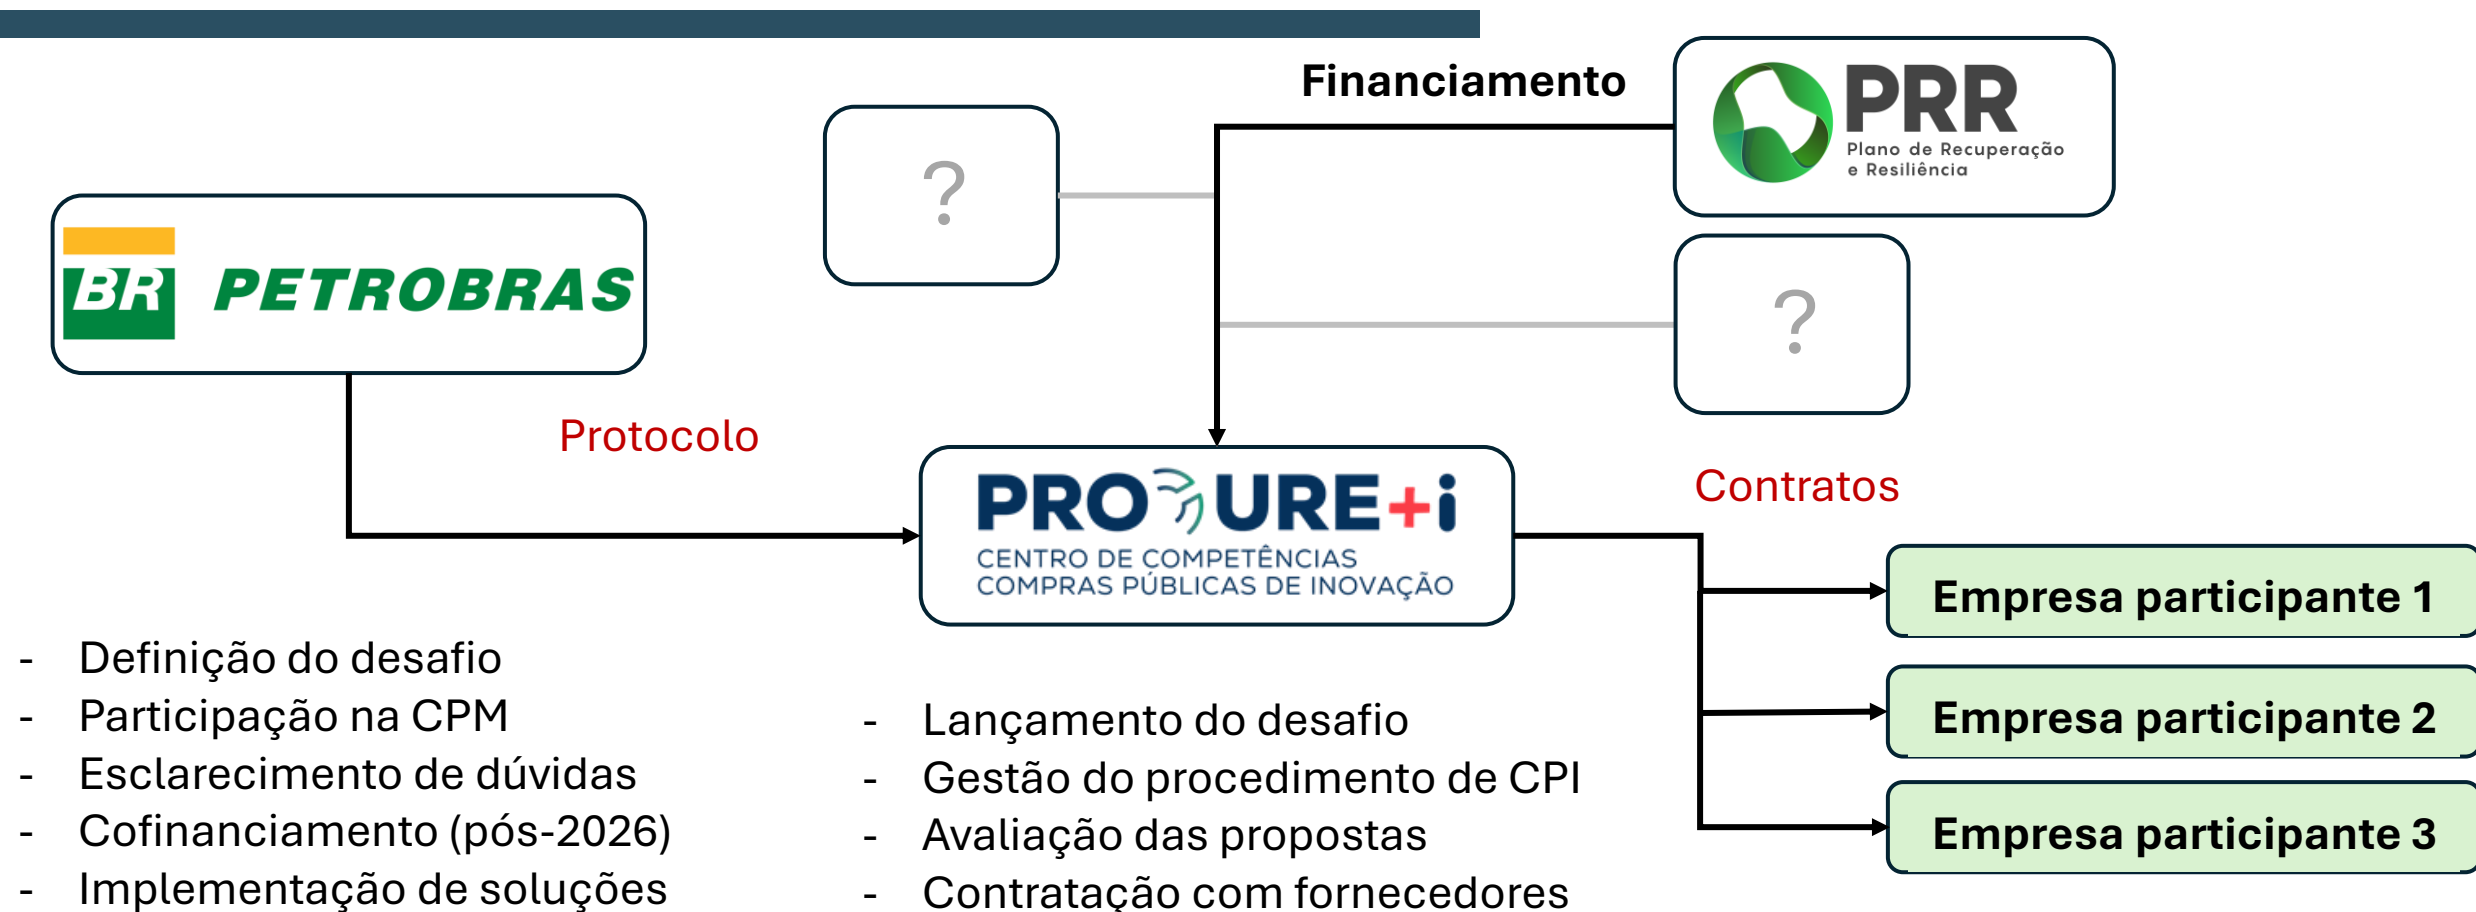 Financiamento
PRR
Plano de Recuperação
e Resiliência
?
BR PETROBRAS
?
Protocolo
PROCURE+i
CENTRO DE COMPETÊNCIAS
COMPRAS PÚBLICAS DE INOVAÇÃO
Contratos
Empresa participante 1
Empresa participante 2
Empresa participante 3
- Definição do desafio
- Participação na CPM
- Esclarecimento de dúvidas
- Cofinanciamento (pós-2026)
- Implementação de soluções
- Lançamento do desafio
- Gestão do procedimento de CPI
- Avaliação das propostas
- Contratação com fornecedores